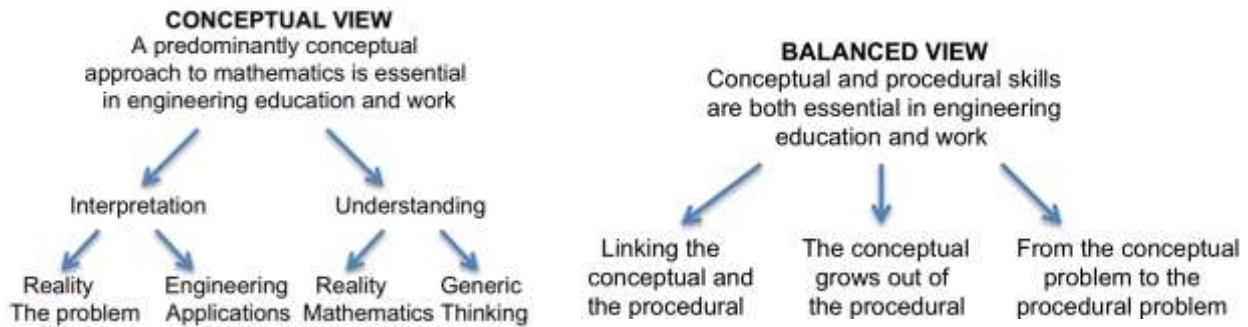 CONCEPTUAL VIEW
A predominantly conceptual
approach to mathematics is essential
in engineering education and work
Interpretation
Understanding
Reality
The problem
Engineering
Applications
Reality
Mathematics
Generic
Thinking
BALANCED VIEW
Conceptual and procedural skills
are both essential in engineering
education and work
Linking the
conceptual and
the procedural
The conceptual
grows out of
the procedural
From the conceptual
problem to the
procedural problem